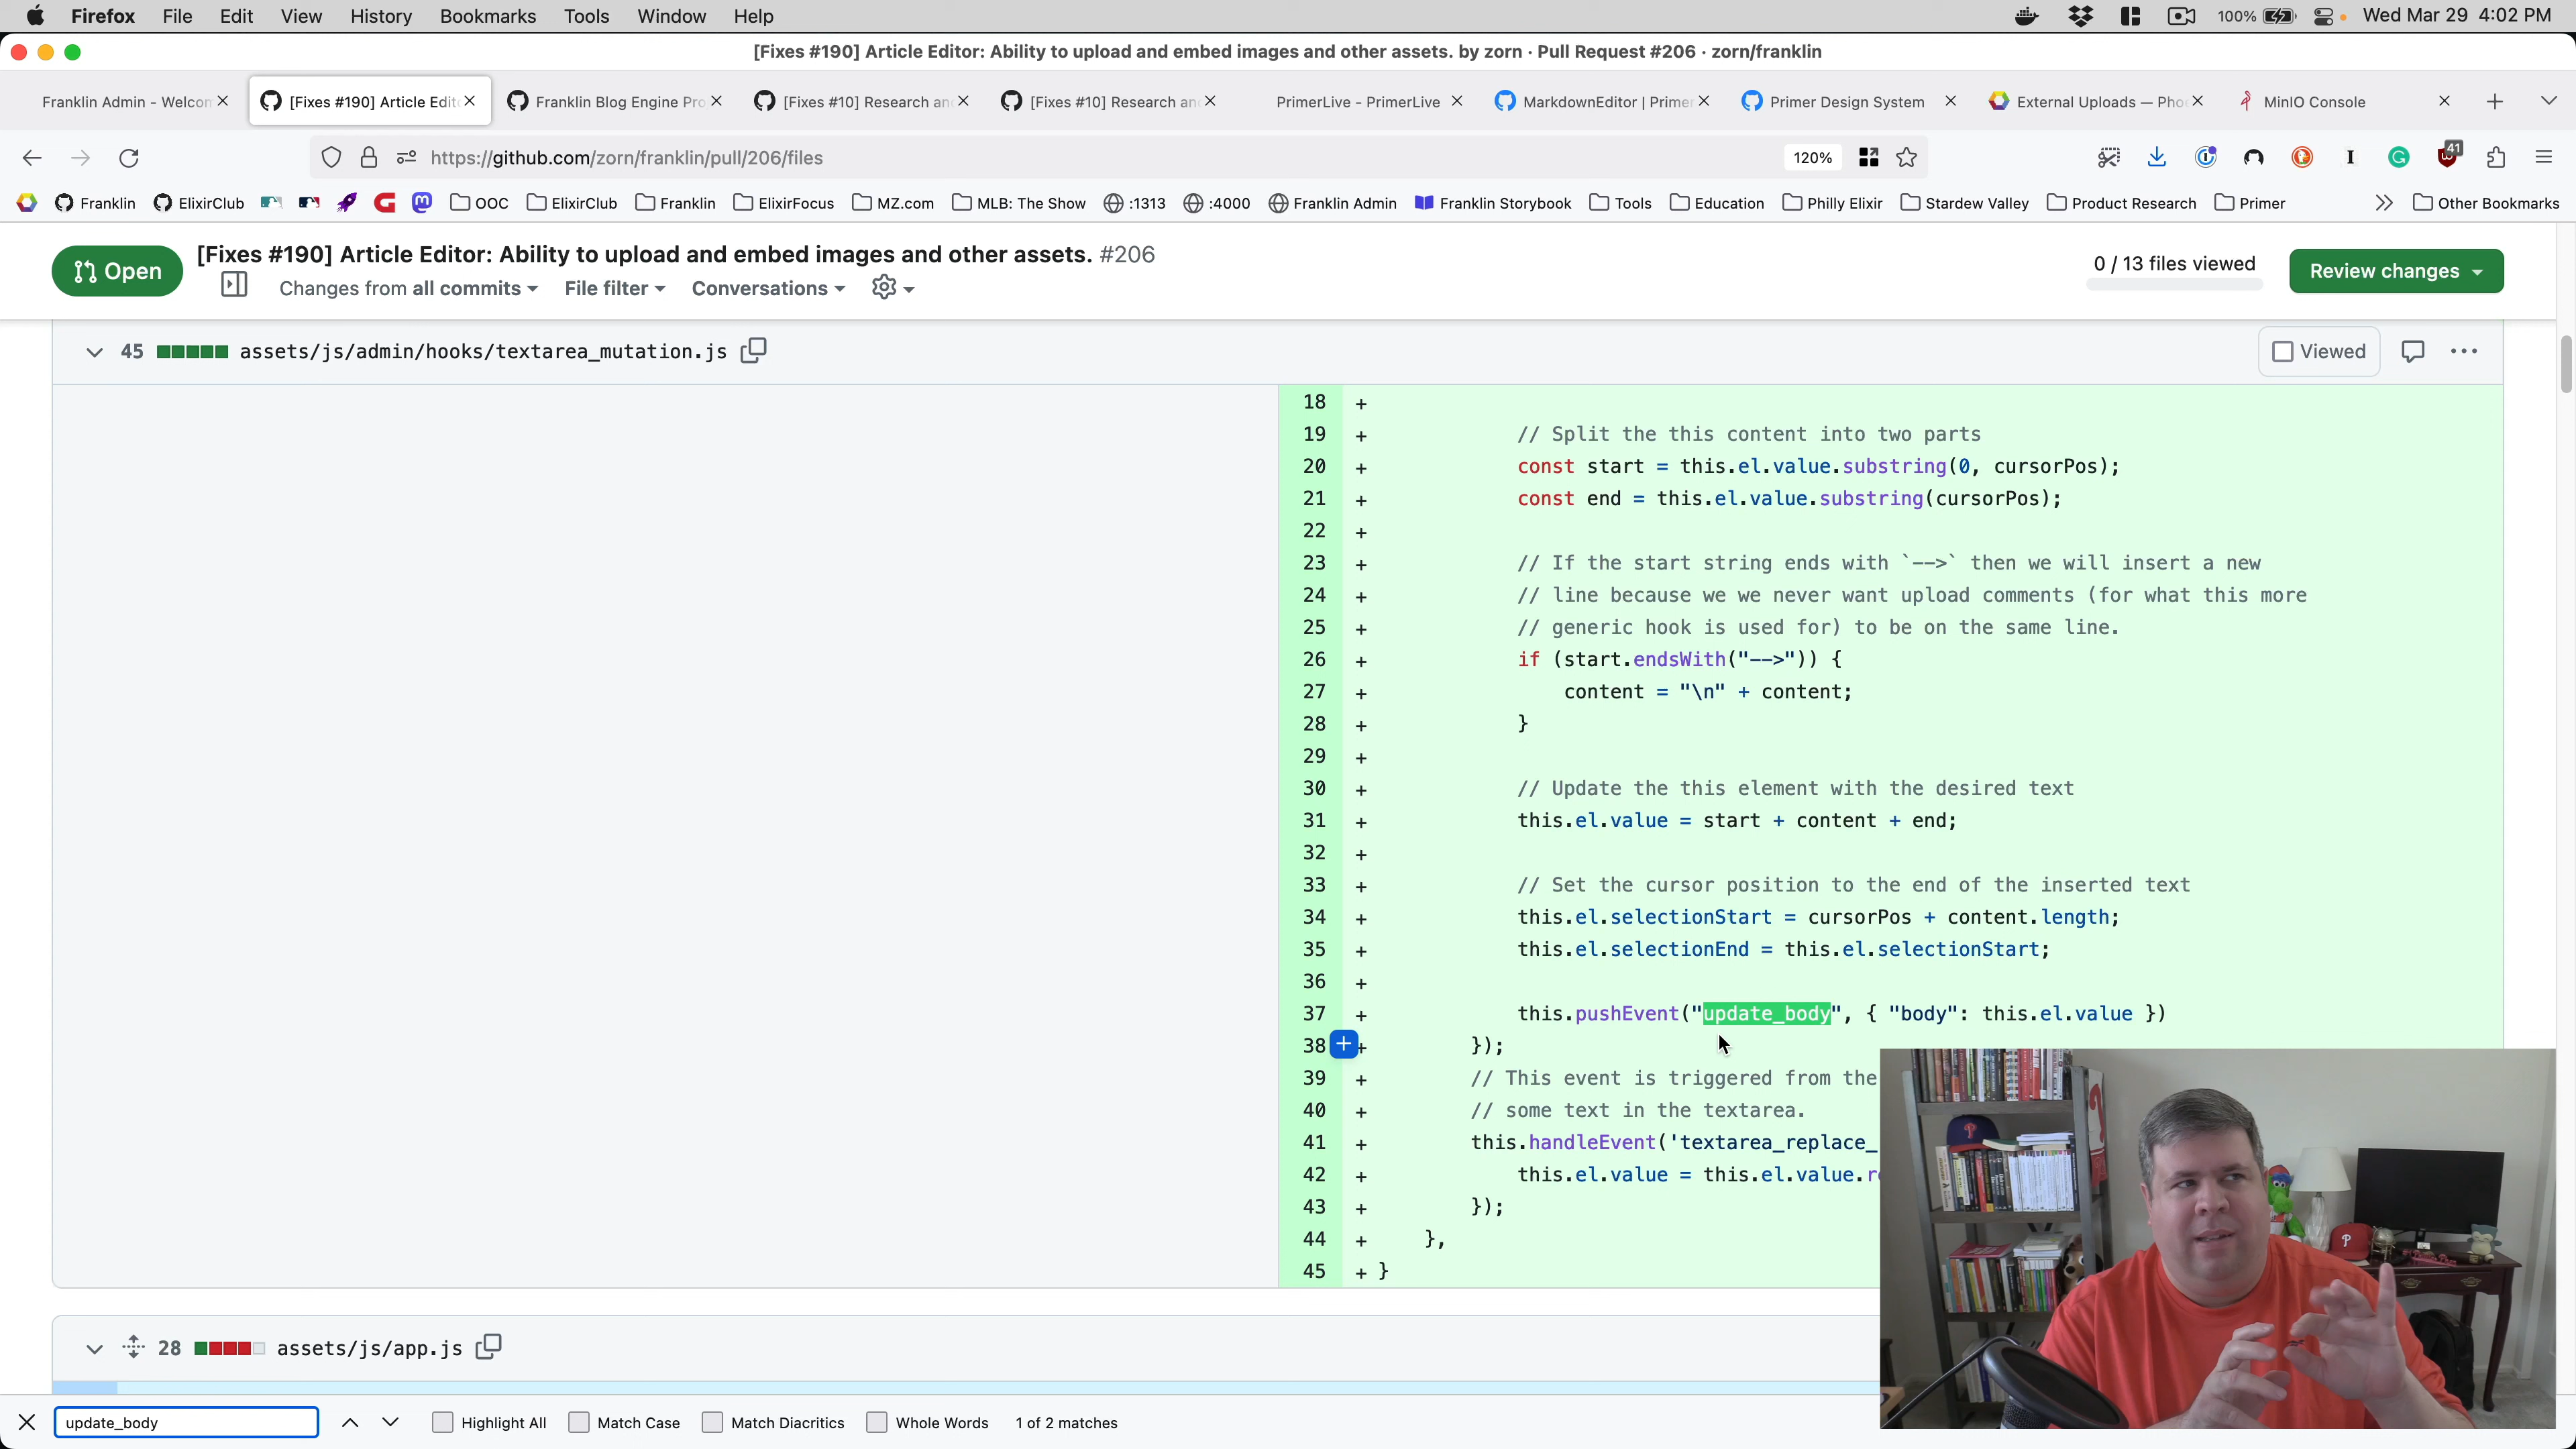 Firefox File Edit View History Bookmarks Tools Window Help 100% Wed Mar 29 4:02 PM
[Fixes #190] Article Editor: Ability to upload and embed images and other assets. by zorn · Pull Request #206 · zorn/franklin
Franklin Admin - Welcom [Fixes #190] Article Edit Franklin Blog Engine Pro [Fixes #10] Research an [Fixes #10] Research an PrimerLive - PrimerLive MarkdownEditor | Primer Primer Design System External Uploads — Pho MinIO Console
https://github.com/zorn/franklin/pull/206/files 120% 41
Franklin ElixirClub OOC ElixirClub Franklin ElixirFocus MZ.com MLB: The Show :1313 :4000 Franklin Admin Franklin Storybook Tools Education Philly Elixir Stardew Valley Product Research Primer Other Bookmarks
Open [Fixes #190] Article Editor: Ability to upload and embed images and other assets. #206
Changes from all commits File filter Conversations 0 / 13 files viewed Review changes
45 assets/js/admin/hooks/textarea_mutation.js Viewed
18 +
19 + // Split the this content into two parts
20 + const start = this.el.value.substring(0, cursorPos);
21 + const end = this.el.value.substring(cursorPos);
22 +
23 + // If the start string ends with `-->` then we will insert a new
24 + // line because we we never want upload comments (for what this more
25 + // generic hook is used for) to be on the same line.
26 + if (start.endsWith("-->")) {
27 + content = "\n" + content;
28 + }
29 +
30 + // Update the this element with the desired text
31 + this.el.value = start + content + end;
32 +
33 + // Set the cursor position to the end of the inserted text
34 + this.el.selectionStart = cursorPos + content.length;
35 + this.el.selectionEnd = this.el.selectionStart;
36 +
37 + this.pushEvent("update_body", { "body": this.el.value })
38 + });
39 + // This event is triggered from the
40 + // some text in the textarea.
41 + this.handleEvent('textarea_replace_
42 + this.el.value = this.el.value.re
43 + });
44 + },
45 + }
28 assets/js/app.js
update_body Highlight All Match Case Match Diacritics Whole Words 1 of 2 matches